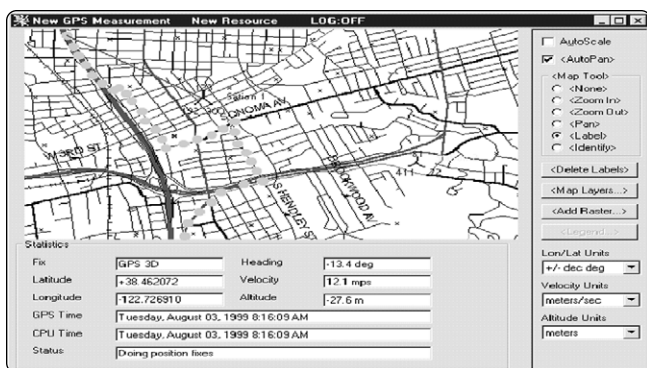 New GPS Measurement New Resource LOG:OFF
AutoScale
<AutoPan>
<Map Tool>
<None>
<Zoom In>
<Zoom Out>
<Pan>
<Label>
<Identify>
<Delete Labels>
<Map Layers...>
<Add Raster...>
<Legend...>
Lon/Lat Units
+/- dec deg
Velocity Units
meters/sec
Altitude Units
meters
SONOMA AV
W 3RD ST
S HENDLEY ST
BROOKWOOD AV
Statistics
Fix GPS 3D Heading -13.4 deg
Latitude +38.462072 Velocity 12.1 mps
Longitude -122.726910 Altitude -27.6 m
GPS Time Tuesday, August 03, 1999 8:16:09 AM
CPU Time Tuesday, August 03, 1999 8:16:09 AM
Status Doing position fixes